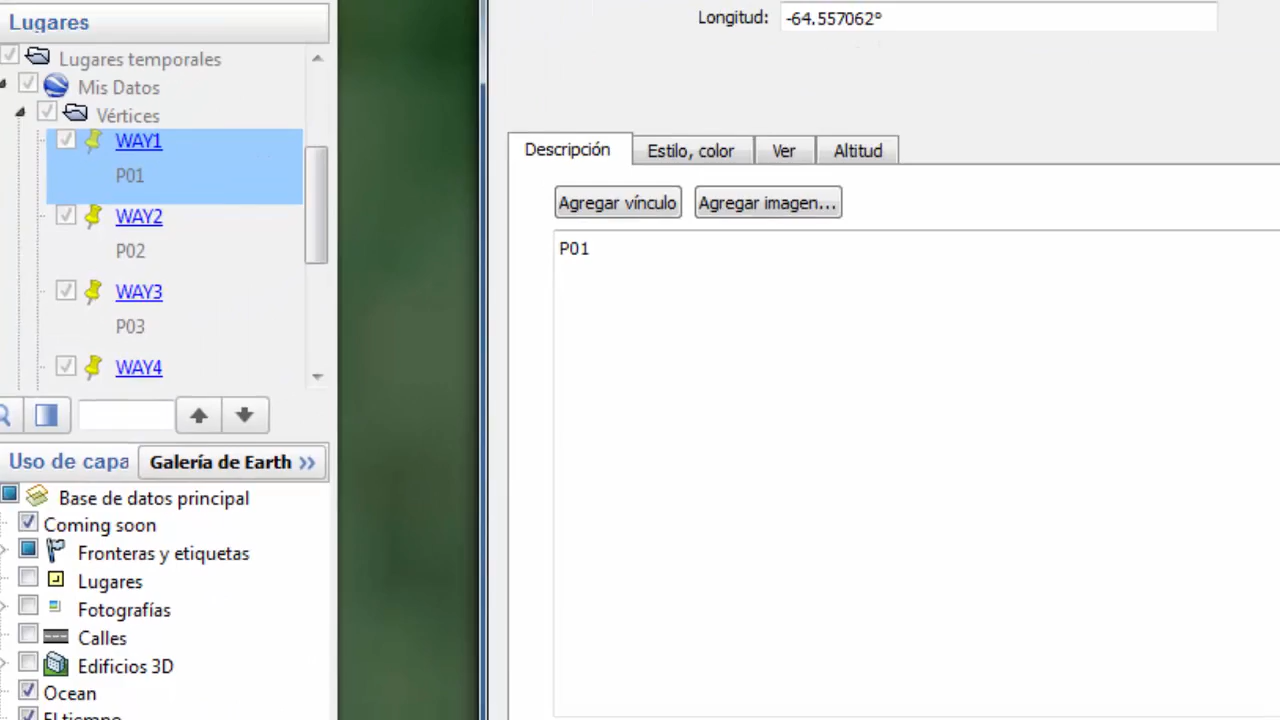 Lugares
Lugares temporales
Mis Datos
Vértices
WAY1
P01
WAY2
P02
WAY3
P03
WAY4
Uso de capa
Galería de Earth »
Base de datos principal
Coming soon
Fronteras y etiquetas
Lugares
Fotografías
Calles
Edificios 3D
Ocean
El tiempo
Longitud: -64.557062°
Descripción Estilo, color Ver Altitud
Agregar vínculo Agregar imagen...
P01